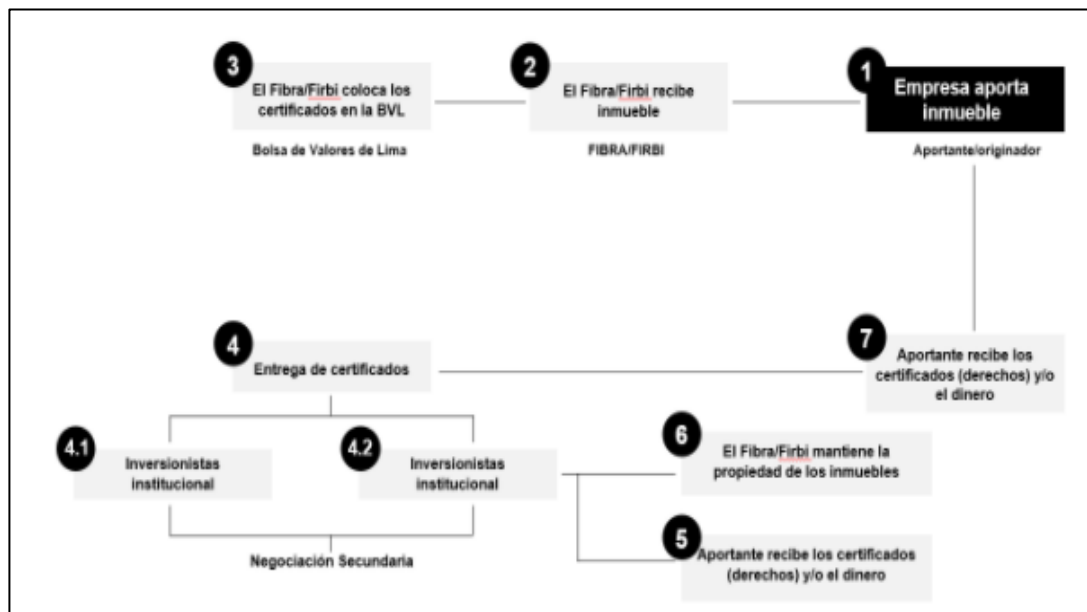 3
El Fibra/Firbi coloca los
certificados en la BVL
Bolsa de Valores de Lima
2
El Fibra/Firbi recibe
inmueble
FIBRA/FIRBI
1
Empresa aporta
inmueble
Aportante/originador
4
Entrega de certificados
7
Aportante recibe los
certificados (derechos) y/o
el dinero
4.1
Inversionistas
institucional
4.2
Inversionistas
institucional
6
El Fibra/Firbi mantiene la
propiedad de los inmuebles
Negociación Secundaria
5
Aportante recibe los certificados
(derechos) y/o el dinero